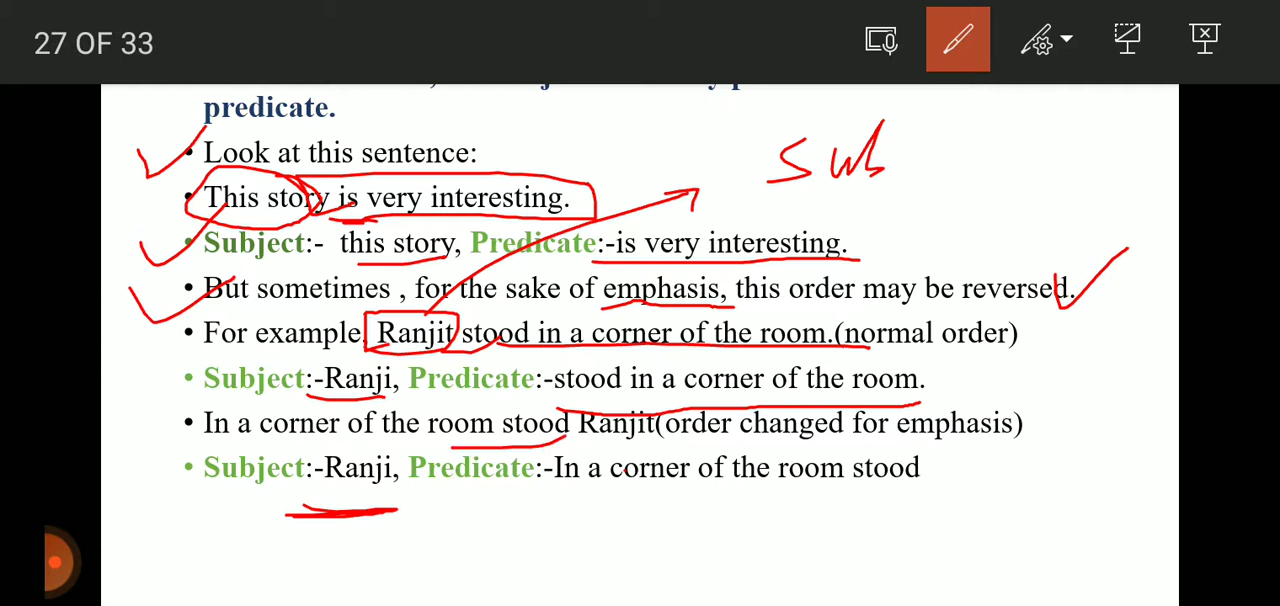 27 OF 33
predicate.
• Look at this sentence:
• This story is very interesting.
• Subject:- this story, Predicate:-is very interesting.
• But sometimes , for the sake of emphasis, this order may be reversed.
• For example, Ranjit stood in a corner of the room.(normal order)
• Subject:-Ranji, Predicate:-stood in a corner of the room.
• In a corner of the room stood Ranjit(order changed for emphasis)
• Subject:-Ranji, Predicate:-In a corner of the room stood
Sub